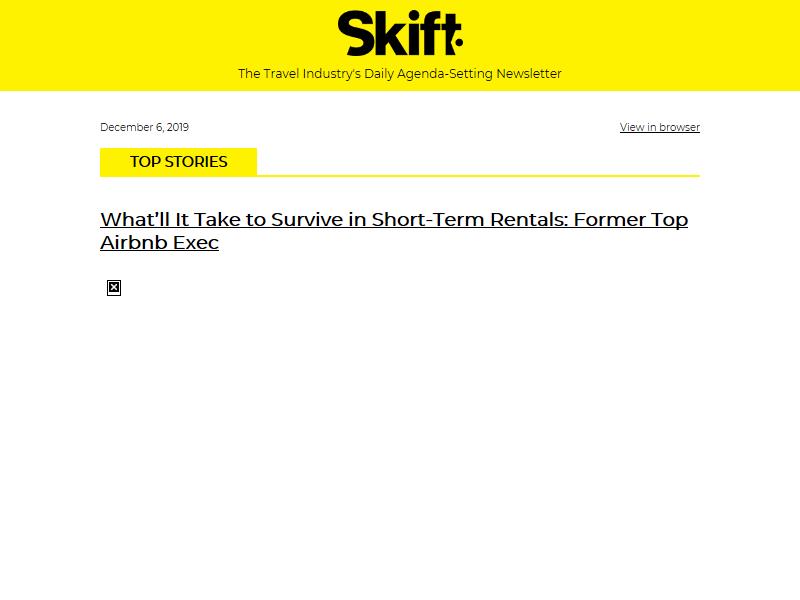 Skift
The Travel Industry's Daily Agenda-Setting Newsletter
December 6, 2019
View in browser
TOP STORIES
What’ll It Take to Survive in Short-Term Rentals: Former Top
Airbnb Exec